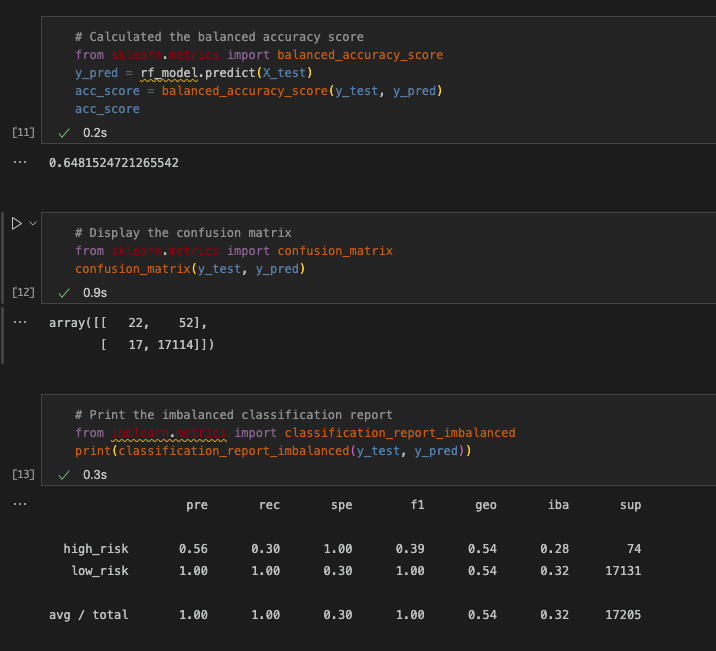 # Calculated the balanced accuracy score
from sklearn.metrics import balanced_accuracy_score
y_pred = rf_model.predict(X_test)
acc_score = balanced_accuracy_score(y_test, y_pred)
acc_score
[11] 0.2s
... 0.6481524721265542
# Display the confusion matrix
from sklearn.metrics import confusion_matrix
confusion_matrix(y_test, y_pred)
[12] 0.9s
... array([[   22,    52],
       [   17, 17114]])
# Print the imbalanced classification report
from imblearn.metrics import classification_report_imbalanced
print(classification_report_imbalanced(y_test, y_pred))
[13] 0.3s
... pre rec spe f1 geo iba sup
high_risk 0.56 0.30 1.00 0.39 0.54 0.28 74
low_risk 1.00 1.00 0.30 1.00 0.54 0.32 17131
avg / total 1.00 1.00 0.30 1.00 0.54 0.32 17205